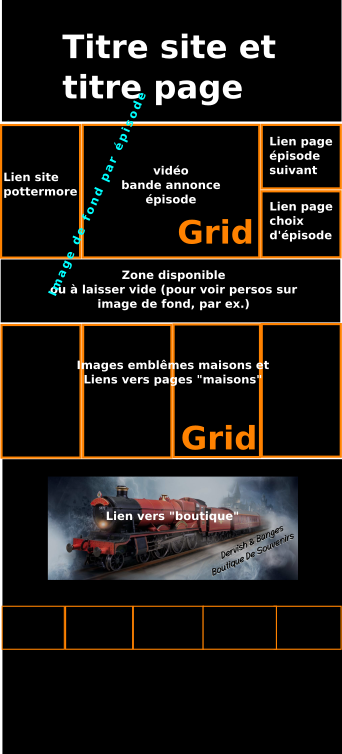 Titre site et
titre page
Image de fond par épisode
Lien site
pottermore
vidéo
bande annonce
épisode
Grid
Lien page
épisode
suivant
Lien page
choix
d'épisode
Zone disponible
ou à laisser vide (pour voir persos sur
image de fond, par ex.)
Images emblêmes maisons et
Liens vers pages "maisons"
Grid
Lien vers "boutique"
Dervish & Banges
Boutique De Souvenirs